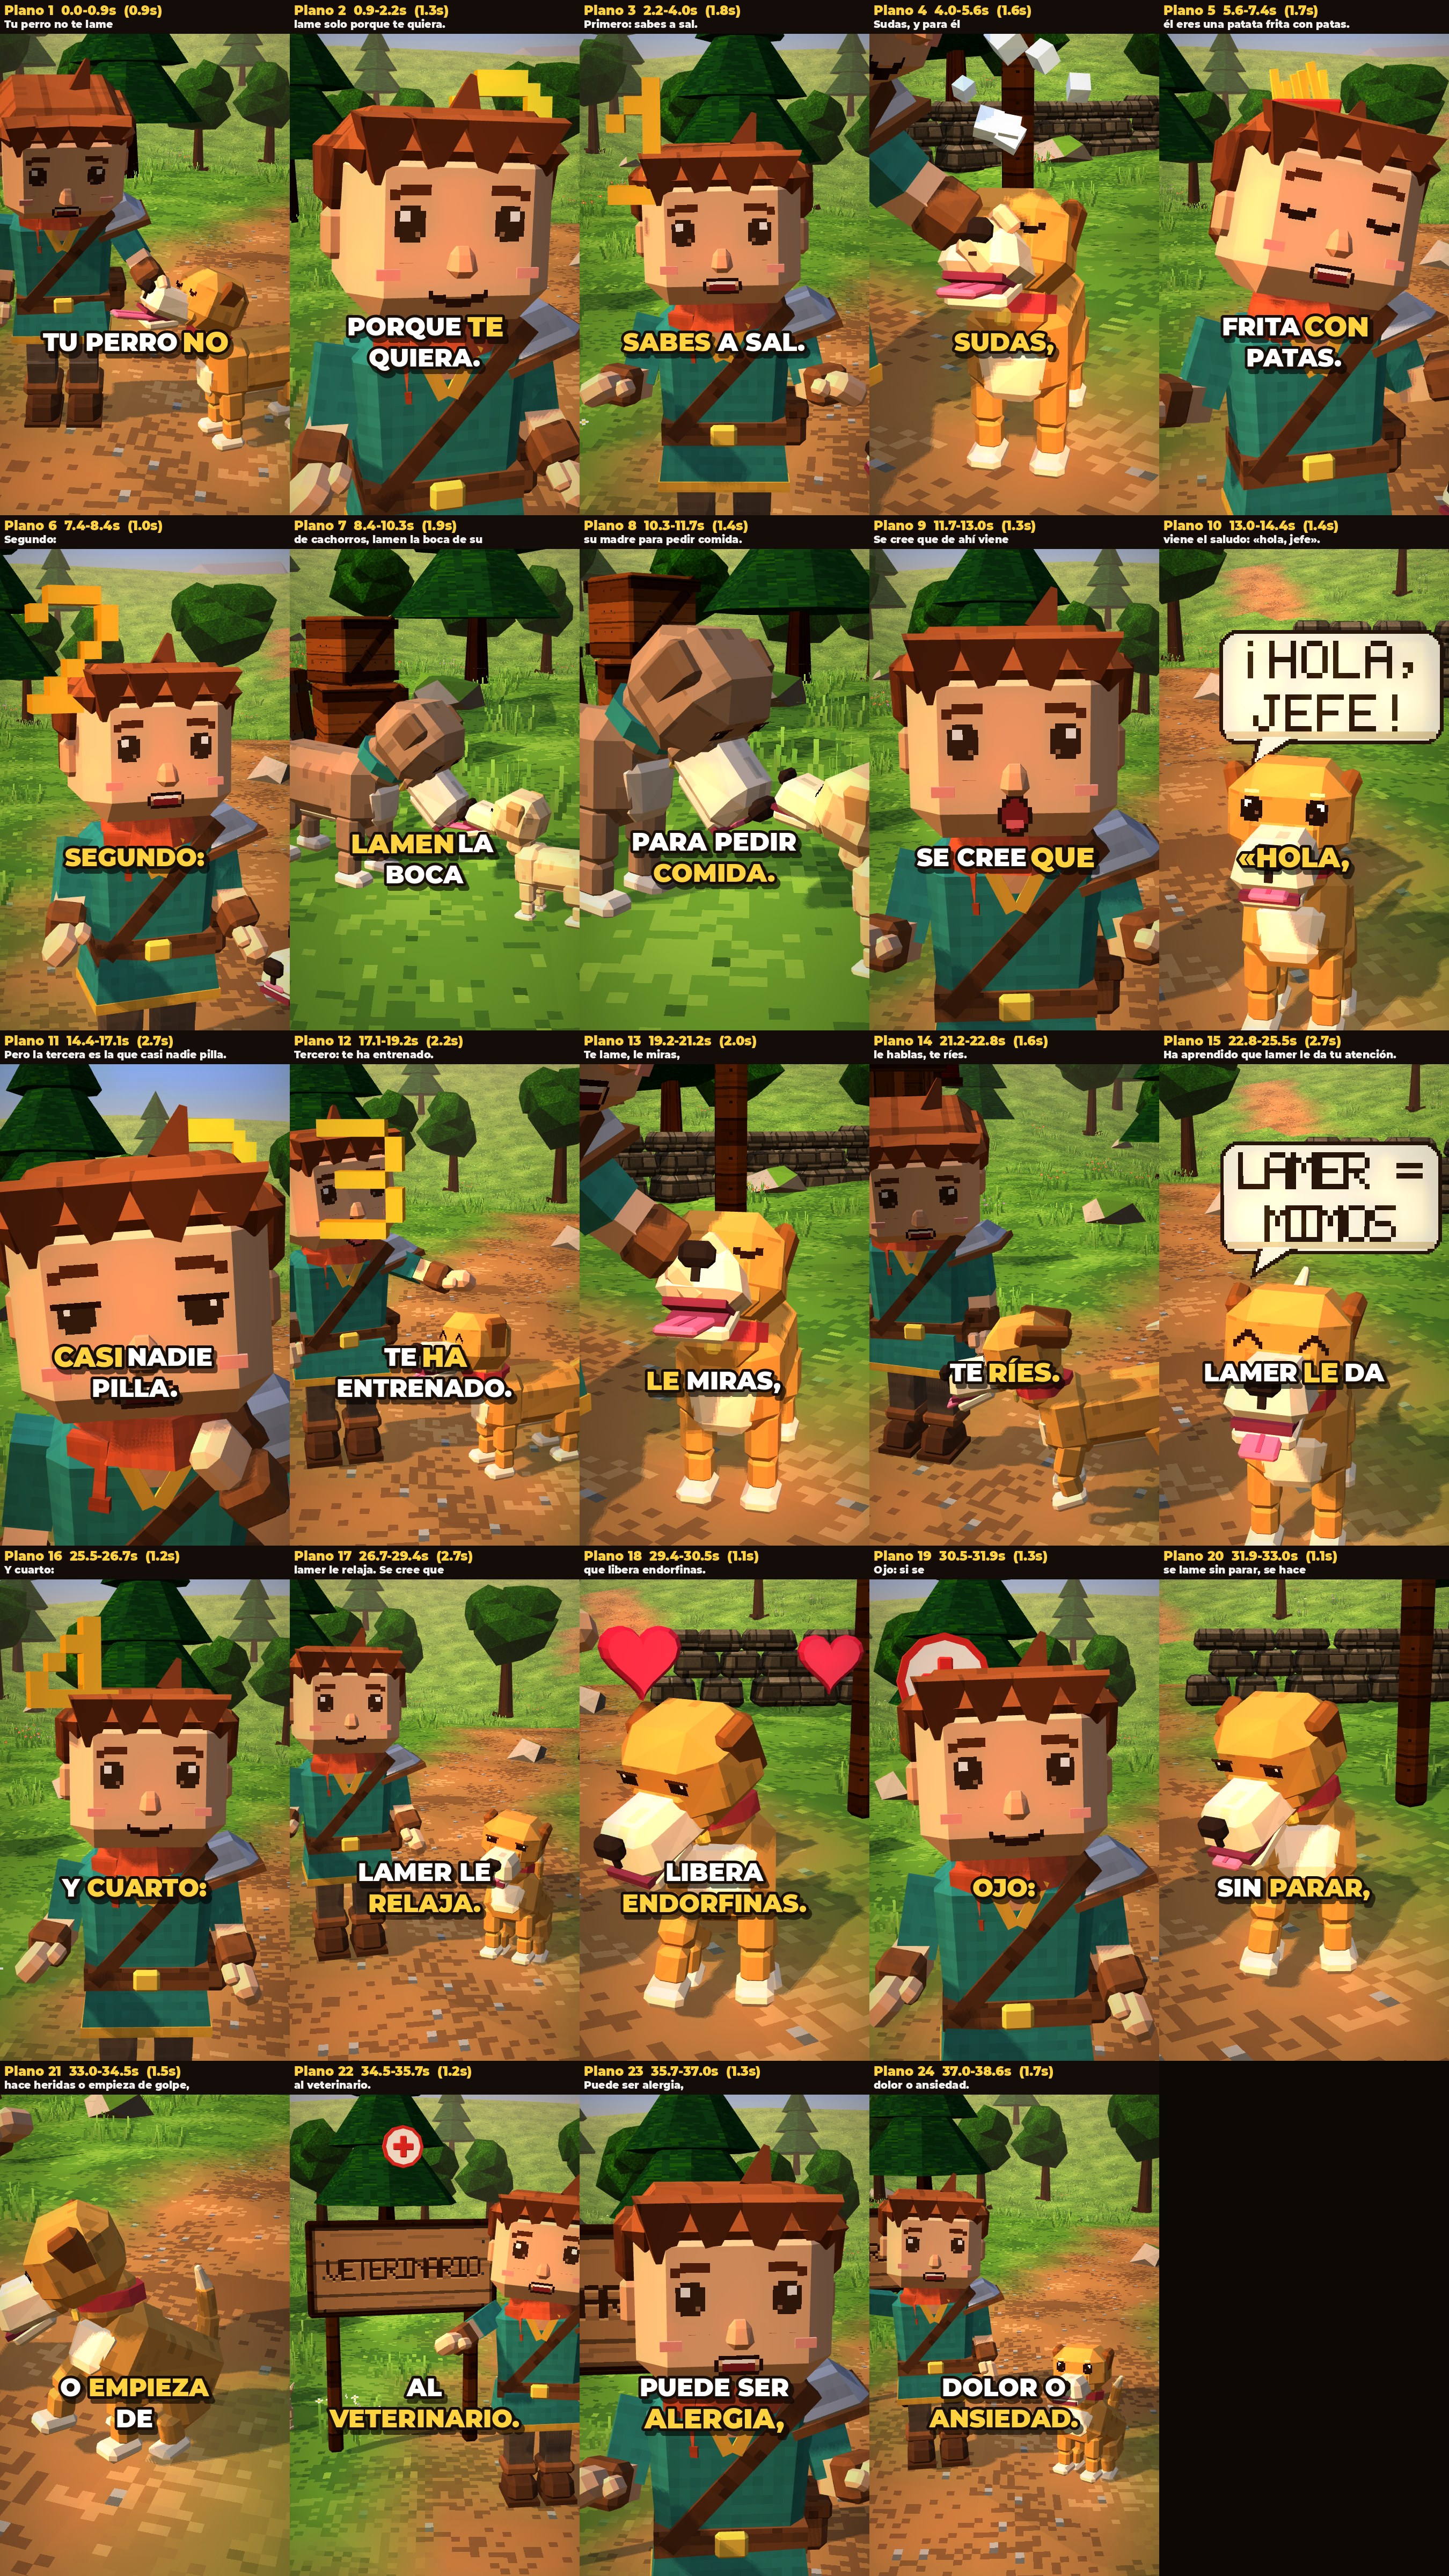 Plano 1 0.0-0.9s (0.9s)
Tu perro no te lame
TU PERRO NO
Plano 2 0.9-2.2s (1.3s)
lame solo porque te quiera.
PORQUE TE
QUIERA.
Plano 3 2.2-4.0s (1.8s)
Primero: sabes a sal.
1
SABES A SAL.
Plano 4 4.0-5.6s (1.6s)
Sudas, y para él
SUDAS,
Plano 5 5.6-7.4s (1.7s)
él eres una patata frita con patas.
FRITA CON
PATAS.
Plano 6 7.4-8.4s (1.0s)
Segundo:
2
SEGUNDO:
Plano 7 8.4-10.3s (1.9s)
de cachorros, lamen la boca de su
LAMEN LA
BOCA
Plano 8 10.3-11.7s (1.4s)
su madre para pedir comida.
PARA PEDIR
COMIDA.
Plano 9 11.7-13.0s (1.3s)
Se cree que de ahí viene
SE CREE QUE
Plano 10 13.0-14.4s (1.4s)
viene el saludo: «hola, jefe».
¡HOLA,
JEFE!
«HOLA,
Plano 11 14.4-17.1s (2.7s)
Pero la tercera es la que casi nadie pilla.
CASI NADIE
PILLA.
Plano 12 17.1-19.2s (2.2s)
Tercero: te ha entrenado.
3
TE HA
ENTRENADO.
Plano 13 19.2-21.2s (2.0s)
Te lame, le miras,
LE MIRAS,
Plano 14 21.2-22.8s (1.6s)
le hablas, te ríes.
TE RÍES.
Plano 15 22.8-25.5s (2.7s)
Ha aprendido que lamer le da tu atención.
LAMER =
MIMOS
LAMER LE DA
Plano 16 25.5-26.7s (1.2s)
Y cuarto:
4
Y CUARTO:
Plano 17 26.7-29.4s (2.7s)
lamer le relaja. Se cree que
LAMER LE
RELAJA.
Plano 18 29.4-30.5s (1.1s)
que libera endorfinas.
LIBERA
ENDORFINAS.
Plano 19 30.5-31.9s (1.3s)
Ojo: si se
OJO:
Plano 20 31.9-33.0s (1.1s)
se lame sin parar, se hace
SIN PARAR,
Plano 21 33.0-34.5s (1.5s)
hace heridas o empieza de golpe,
O EMPIEZA
DE
Plano 22 34.5-35.7s (1.2s)
al veterinario.
VETERINARIO
AL
VETERINARIO.
Plano 23 35.7-37.0s (1.3s)
Puede ser alergia,
PUEDE SER
ALERGIA,
Plano 24 37.0-38.6s (1.7s)
dolor o ansiedad.
DOLOR O
ANSIEDAD.